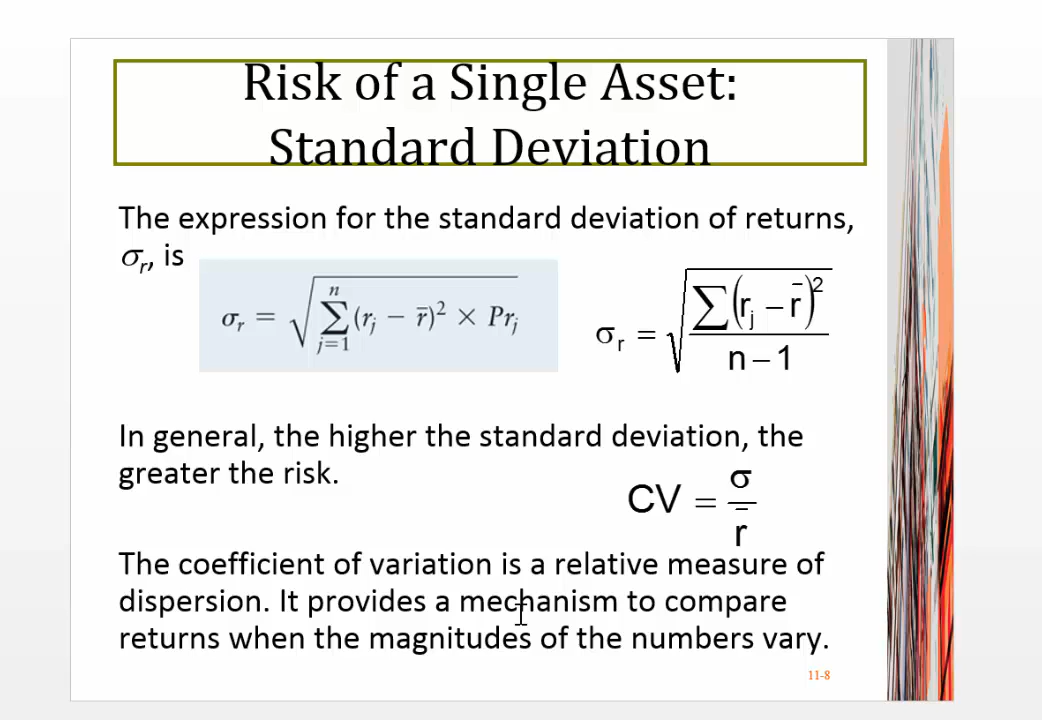 Risk of a Single Asset:
Standard Deviation
The expression for the standard deviation of returns,
σr, is
σr = √(∑_{j=1}^{n} (rj − r̄)² × Prj)
σr = √(∑(rj − r̄)² / (n − 1))
In general, the higher the standard deviation, the
greater the risk.
CV = σ / r̄
The coefficient of variation is a relative measure of
dispersion. It provides a mechanism to compare
returns when the magnitudes of the numbers vary.
11-8